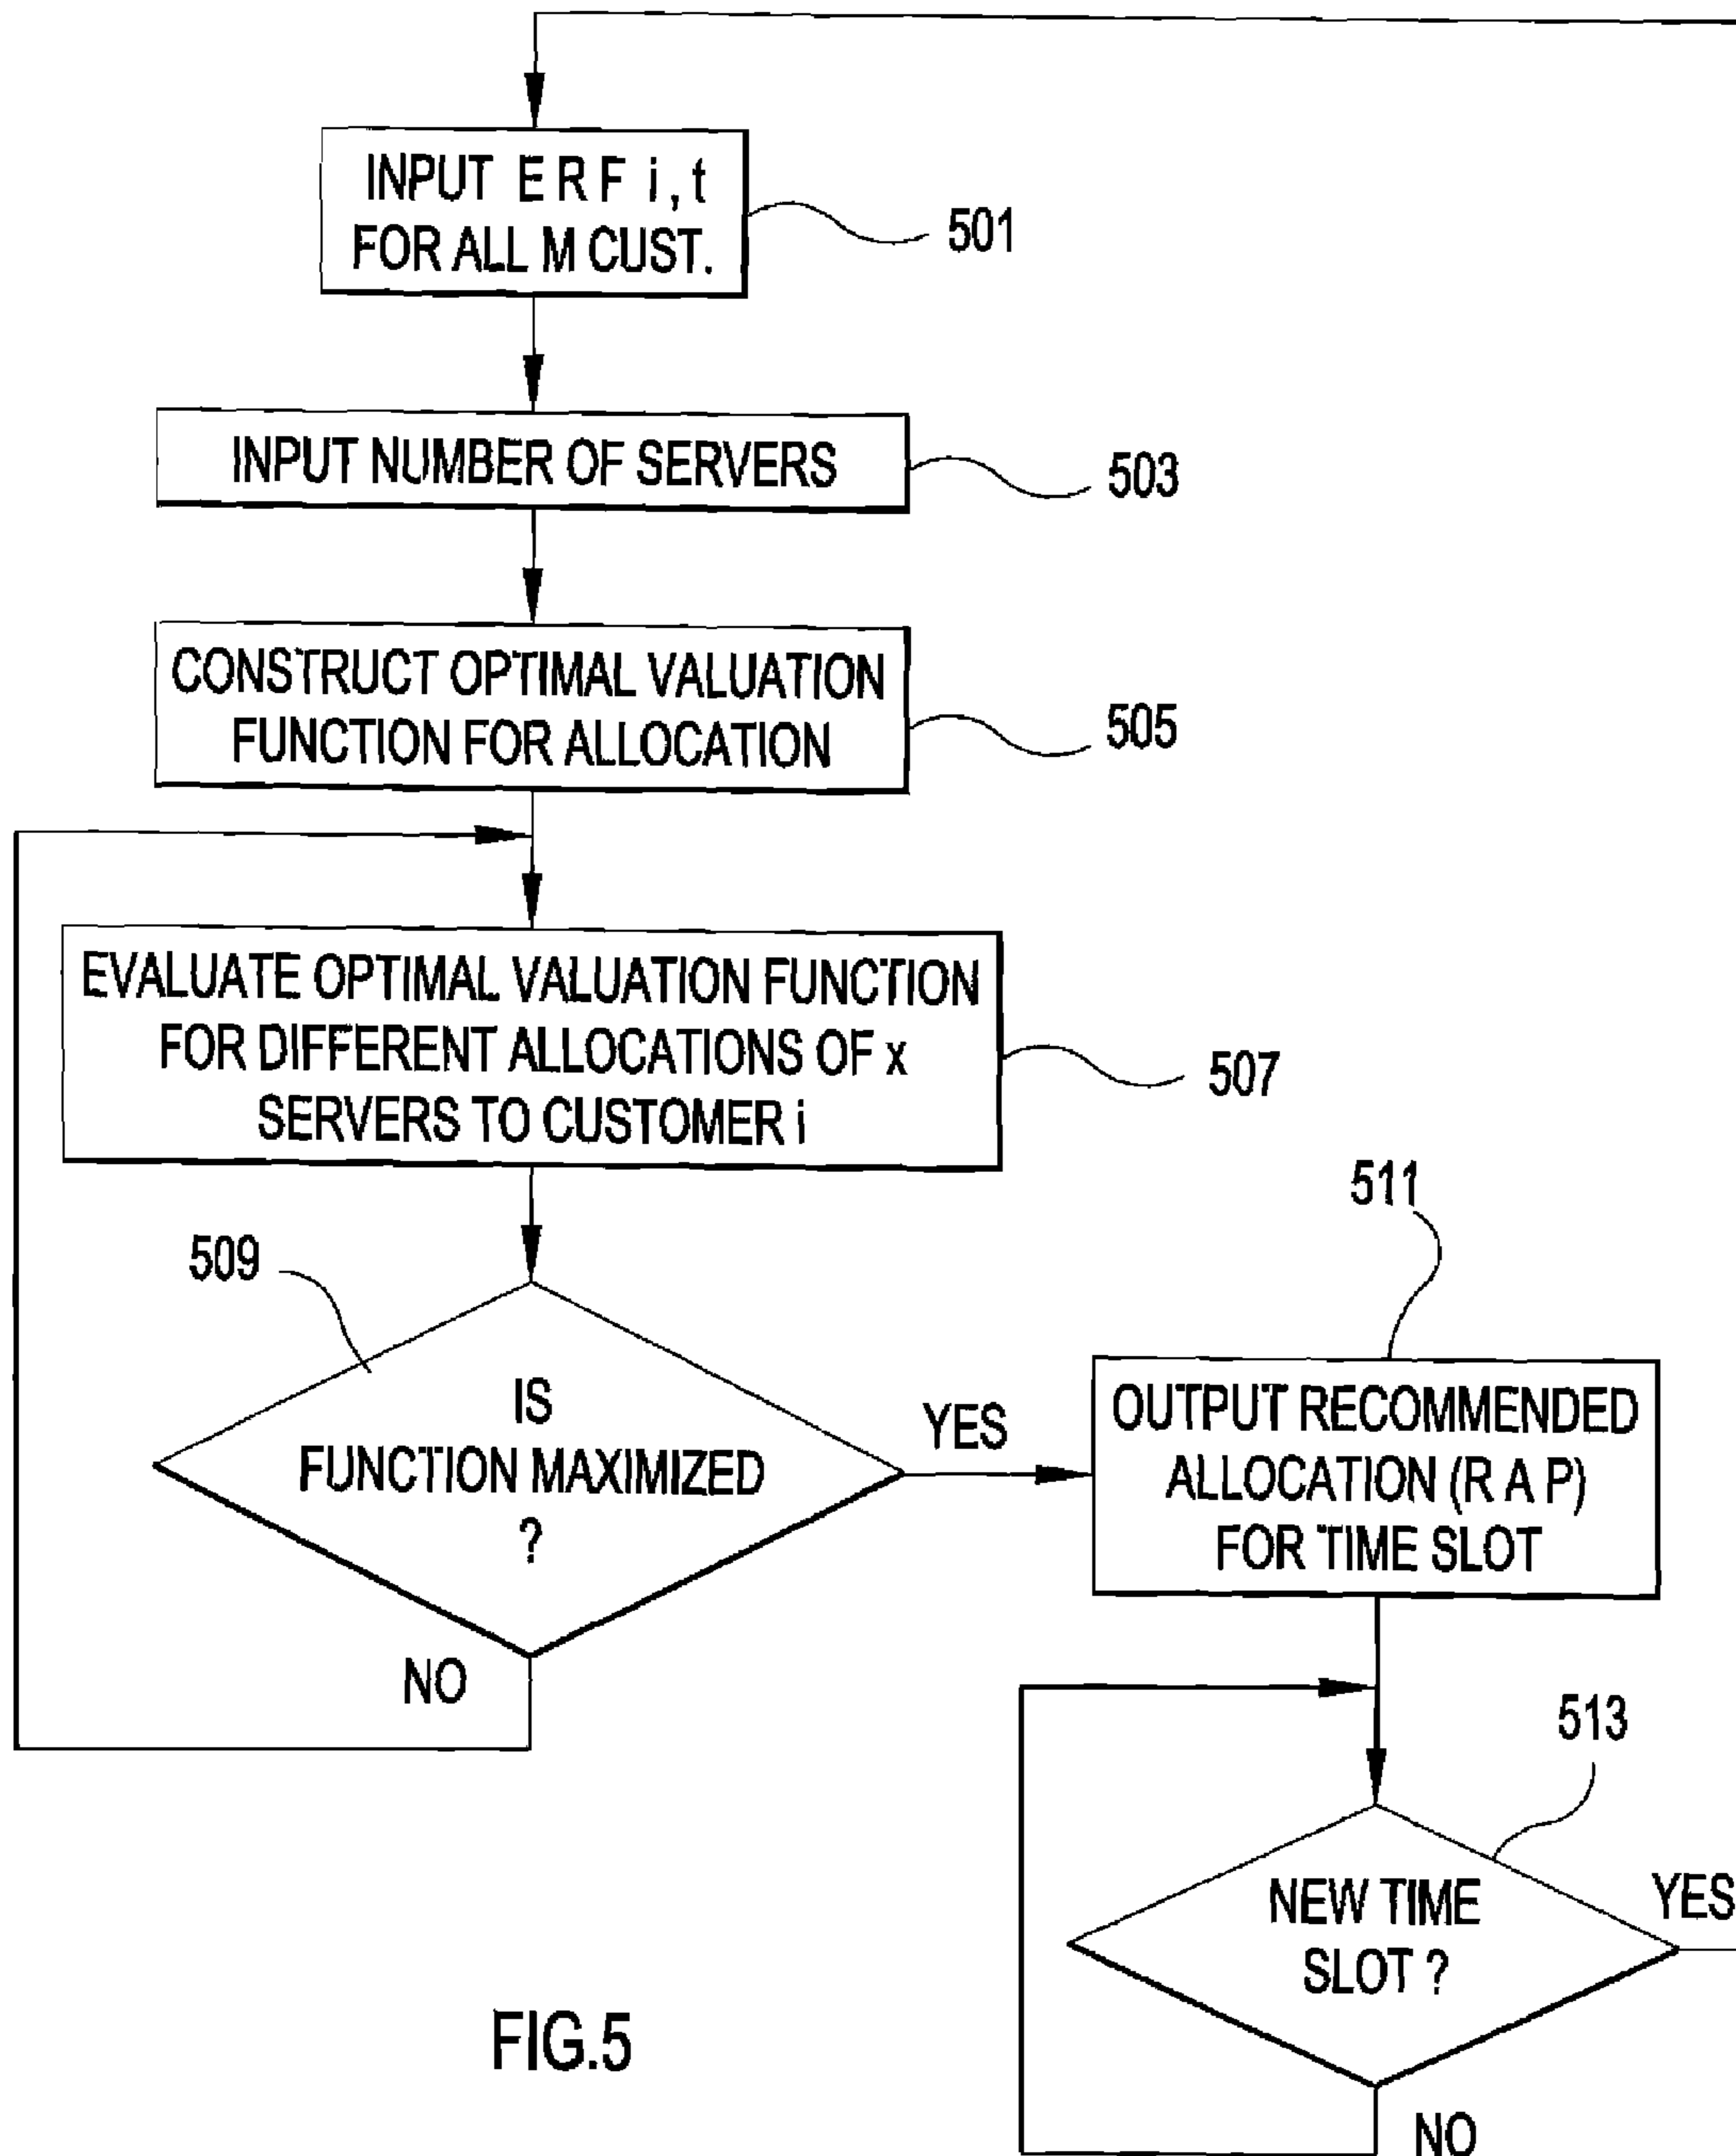 INPUT E R F i , t
FOR ALL M CUST.
501
INPUT NUMBER OF SERVERS
503
CONSTRUCT OPTIMAL VALUATION
FUNCTION FOR ALLOCATION
505
EVALUATE OPTIMAL VALUATION FUNCTION
FOR DIFFERENT ALLOCATIONS OF x
SERVERS TO CUSTOMER i
507
509
IS
FUNCTION MAXIMIZED
?
YES
NO
511
OUTPUT RECOMMENDED
ALLOCATION (R A P)
FOR TIME SLOT
513
NEW TIME
SLOT ?
YES
NO
FIG.5